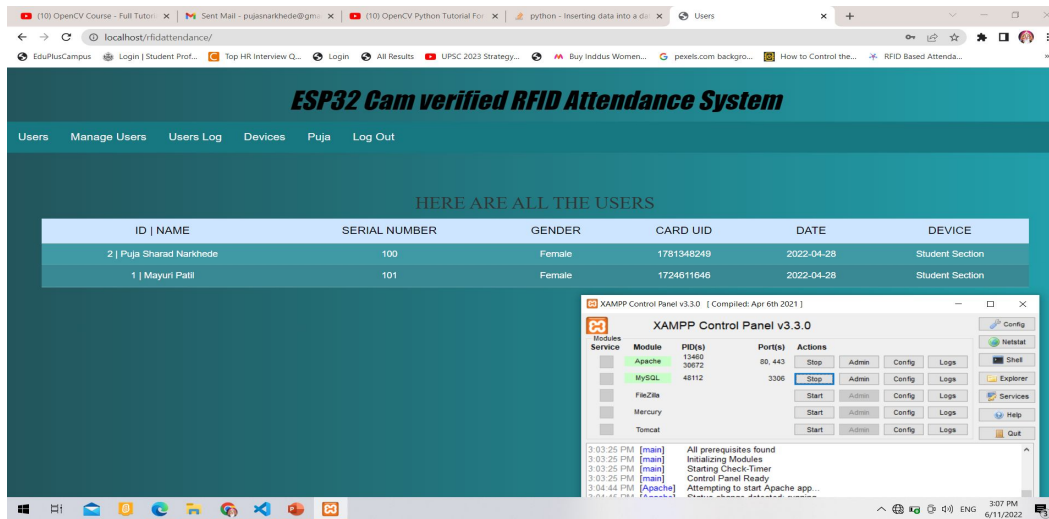 (10) OpenCV Course - Full Tutori
Sent Mail - pujasnarkhede@gm
(10) OpenCV Python Tutorial For
python - Inserting data into a da
Users
localhost/rfidattendance/
EduPlusCampus
Login | Student Prof...
Top HR Interview Q...
Login
All Results
UPSC 2023 Strategy...
Buy Inddus Women...
pexels.com backgro...
How to Control the...
RFID Based Attenda...
ESP32 Cam verified RFID Attendance System
Users Manage Users Users Log Devices Puja Log Out
HERE ARE ALL THE USERS
ID | NAME SERIAL NUMBER GENDER CARD UID DATE DEVICE
2 | Puja Sharad Narkhede 100 Female 1781348249 2022-04-28 Student Section
1 | Mayuri Patil 101 Female 1724611646 2022-04-28 Student Section
XAMPP Control Panel v3.3.0 [ Compiled: Apr 6th 2021 ]
XAMPP Control Panel v3.3.0
Config
Netstat
Shell
Explorer
Services
Help
Quit
Modules
Service Module PID(s) Port(s) Actions
Apache 13460 30672 80, 443 Stop Admin Config Logs
MySQL 48112 3306 Stop Admin Config Logs
FileZilla Start Admin Config Logs
Mercury Start Admin Config Logs
Tomcat Start Admin Config Logs
3:03:25 PM [main] All prerequisites found
3:03:25 PM [main] Initializing Modules
3:03:25 PM [main] Starting Check-Timer
3:03:25 PM [main] Control Panel Ready
3:04:44 PM [Apache] Attempting to start Apache app...
ENG
3:07 PM
6/11/2022